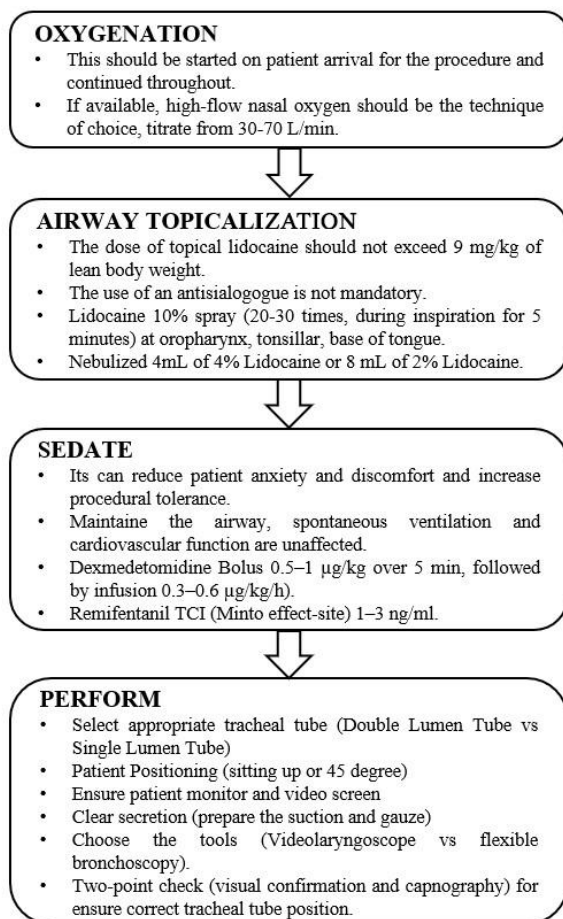 OXYGENATION
• This should be started on patient arrival for the procedure and
continued throughout.
• If available, high-flow nasal oxygen should be the technique
of choice, titrate from 30-70 L/min.
AIRWAY TOPICALIZATION
• The dose of topical lidocaine should not exceed 9 mg/kg of
lean body weight.
• The use of an antisialogogue is not mandatory.
• Lidocaine 10% spray (20-30 times, during inspiration for 5
minutes) at oropharynx, tonsillar, base of tongue.
• Nebulized 4mL of 4% Lidocaine or 8 mL of 2% Lidocaine.
SEDATE
• Its can reduce patient anxiety and discomfort and increase
procedural tolerance.
• Maintaine the airway, spontaneous ventilation and
cardiovascular function are unaffected.
• Dexmedetomidine Bolus 0.5–1 µg/kg over 5 min, followed
by infusion 0.3–0.6 µg/kg/h).
• Remifentanil TCI (Minto effect-site) 1–3 ng/ml.
PERFORM
• Select appropriate tracheal tube (Double Lumen Tube vs
Single Lumen Tube)
• Patient Positioning (sitting up or 45 degree)
• Ensure patient monitor and video screen
• Clear secretion (prepare the suction and gauze)
• Choose the tools (Videolaryngoscope vs flexible
bronchoscopy).
• Two-point check (visual confirmation and capnography) for
ensure correct tracheal tube position.